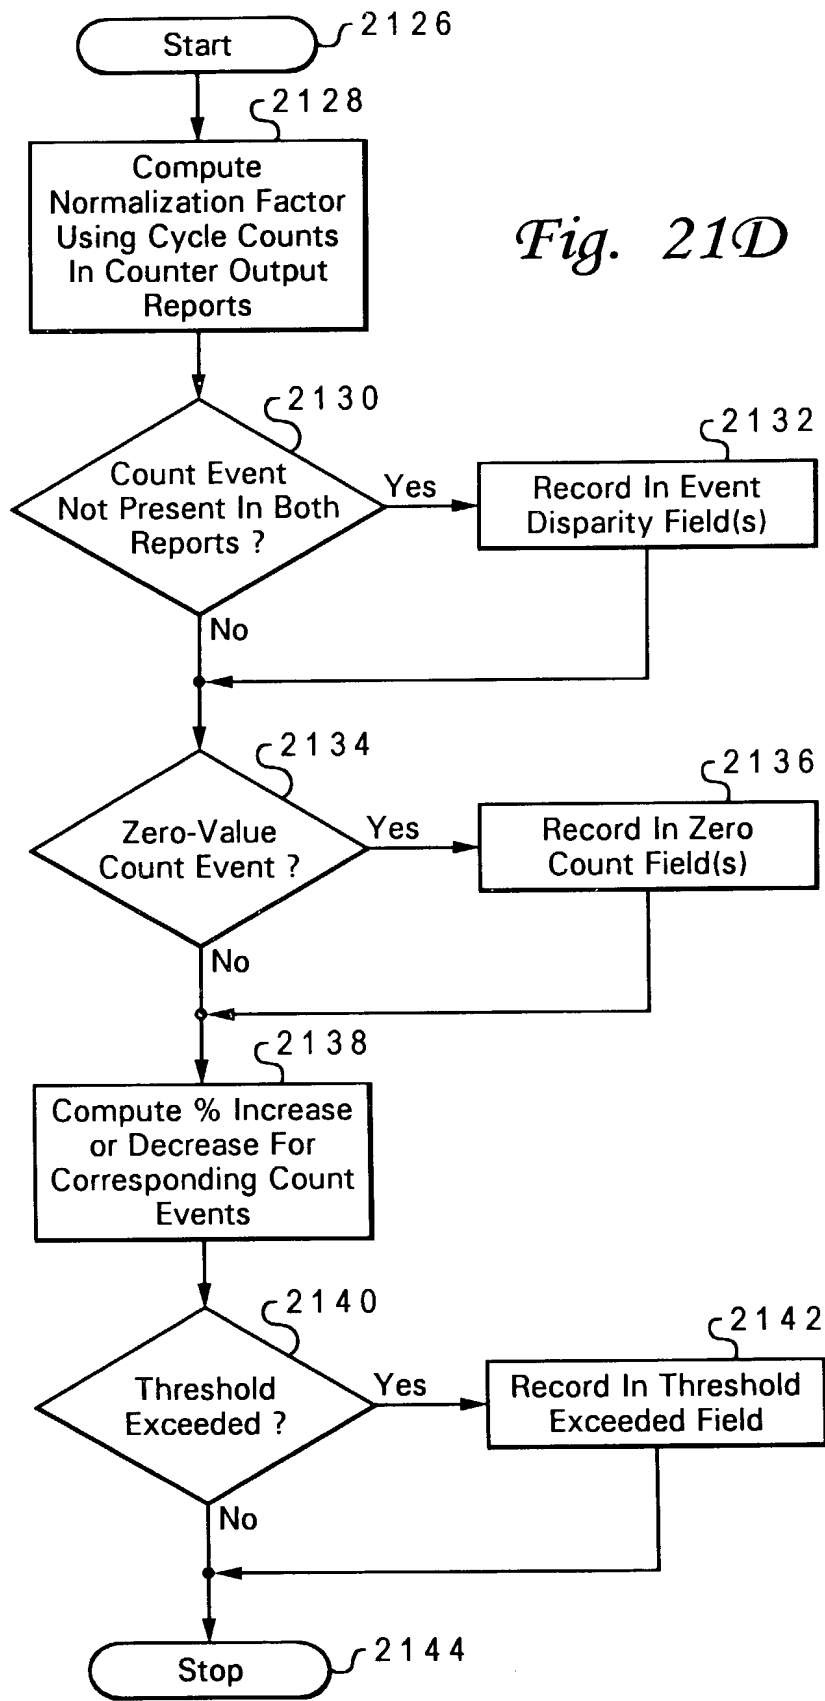 Start
2126
2128
Compute
Normalization Factor
Using Cycle Counts
In Counter Output
Reports
Fig. 21D
2130
Count Event
Not Present In Both
Reports ?
Yes
2132
Record In Event
Disparity Field(s)
No
2134
Zero-Value
Count Event ?
Yes
2136
Record In Zero
Count Field(s)
No
2138
Compute % Increase
or Decrease For
Corresponding Count
Events
2140
Threshold
Exceeded ?
Yes
2142
Record In Threshold
Exceeded Field
No
Stop
2144